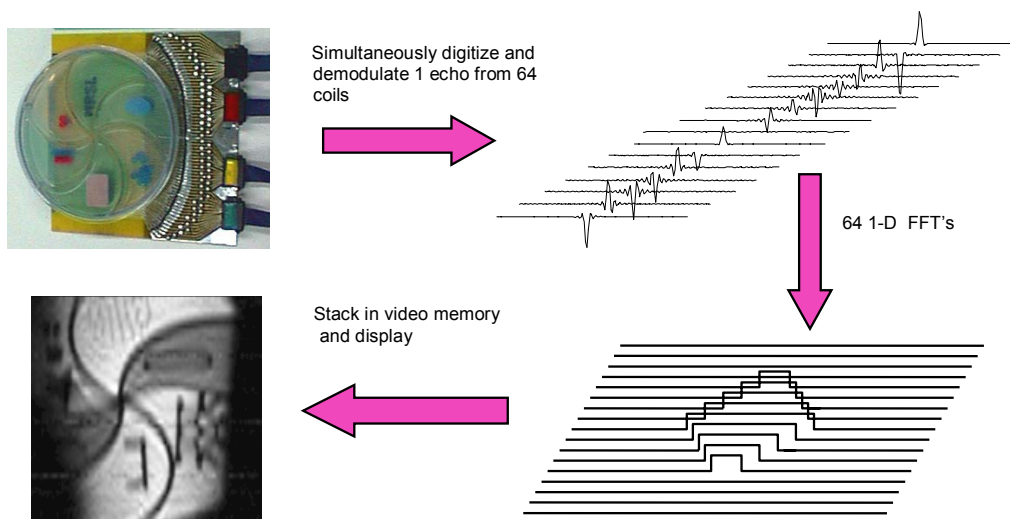 Simultaneously digitize and
demodulate 1 echo from 64
coils
64 1-D FFT's
Stack in video memory
and display